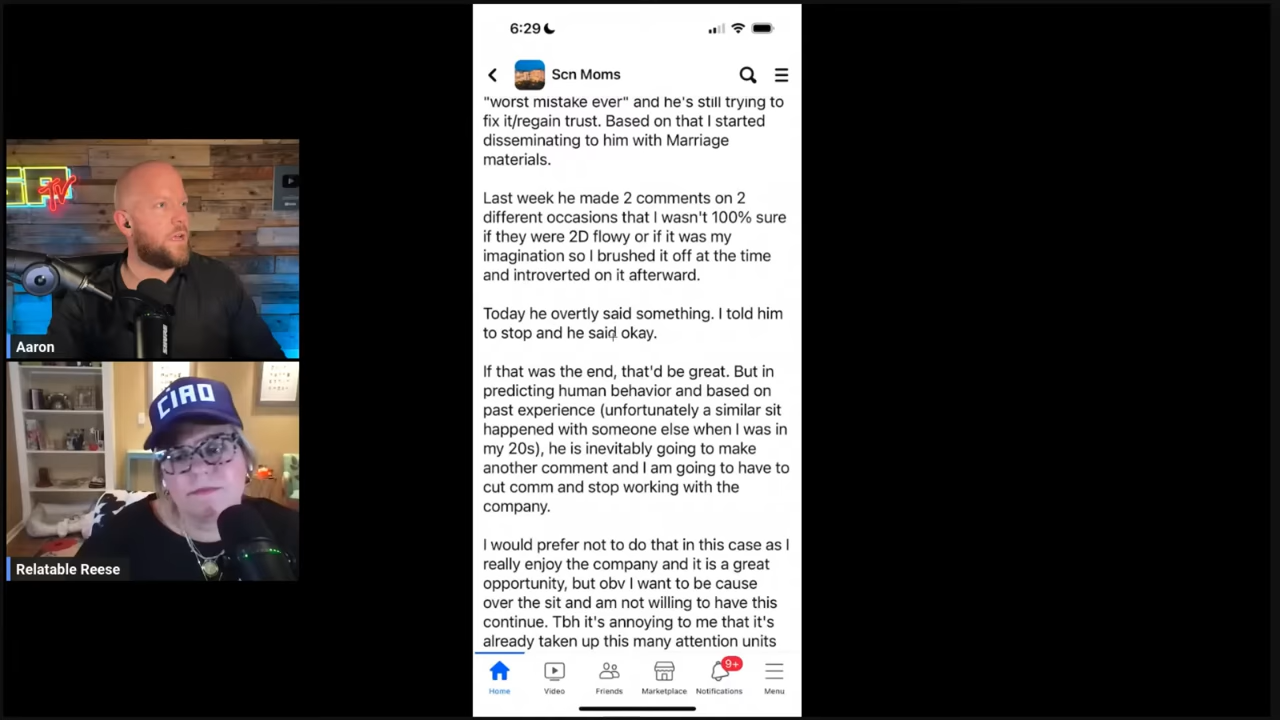 6:29
Scn Moms
"worst mistake ever" and he's still trying to
fix it/regain trust. Based on that I started
disseminating to him with Marriage
materials.
Last week he made 2 comments on 2
different occasions that I wasn't 100% sure
if they were 2D flowy or if it was my
imagination so I brushed it off at the time
and introverted on it afterward.
Today he overtly said something. I told him
to stop and he said okay.
If that was the end, that'd be great. But in
predicting human behavior and based on
past experience (unfortunately a similar sit
happened with someone else when I was in
my 20s), he is inevitably going to make
another comment and I am going to have to
cut comm and stop working with the
company.
I would prefer not to do that in this case as I
really enjoy the company and it is a great
opportunity, but obv I want to be cause
over the sit and am not willing to have this
continue. Tbh it's annoying to me that it's
already taken up this many attention units
9+
Home
Video
Friends
Marketplace
Notifications
Menu
TV
Aaron
CIAO
Relatable Reese